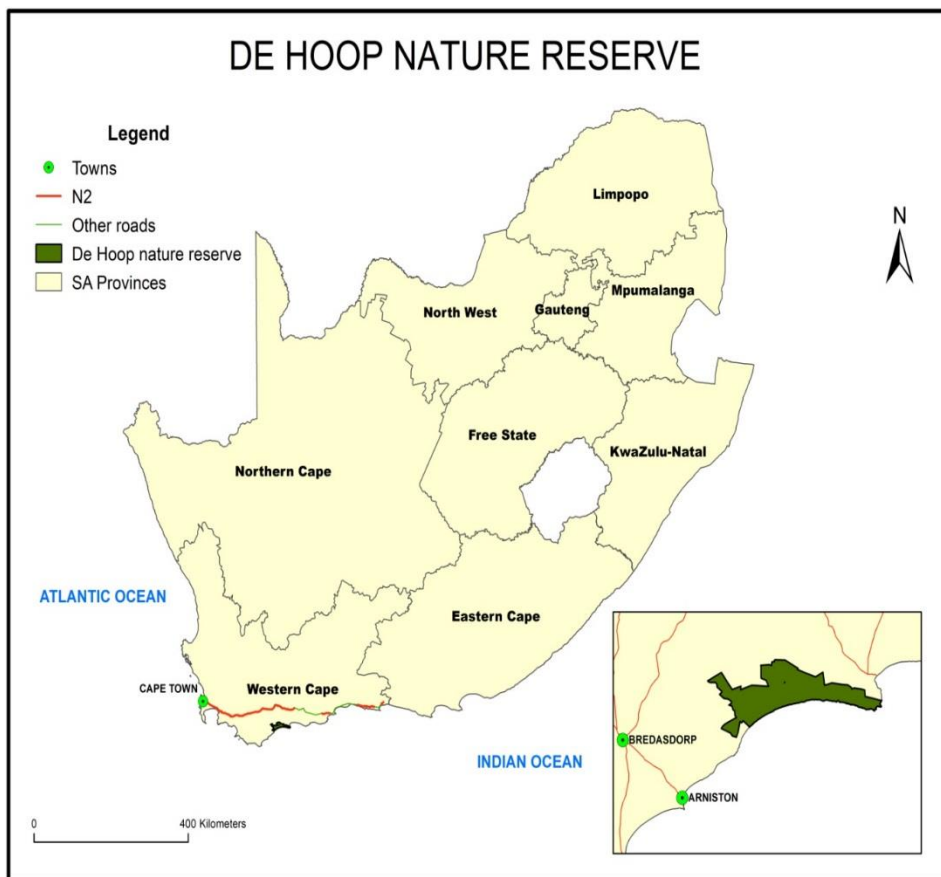 DE HOOP NATURE RESERVE
Legend
Towns
N2
Other roads
De Hoop nature reserve
SA Provinces
N
Limpopo
Mpumalanga
Gauteng
North West
Free State
KwaZulu-Natal
Northern Cape
ATLANTIC OCEAN
Eastern Cape
CAPE TOWN
Western Cape
INDIAN OCEAN
BREDASDORP
ARNISTON
0 400 Kilometers